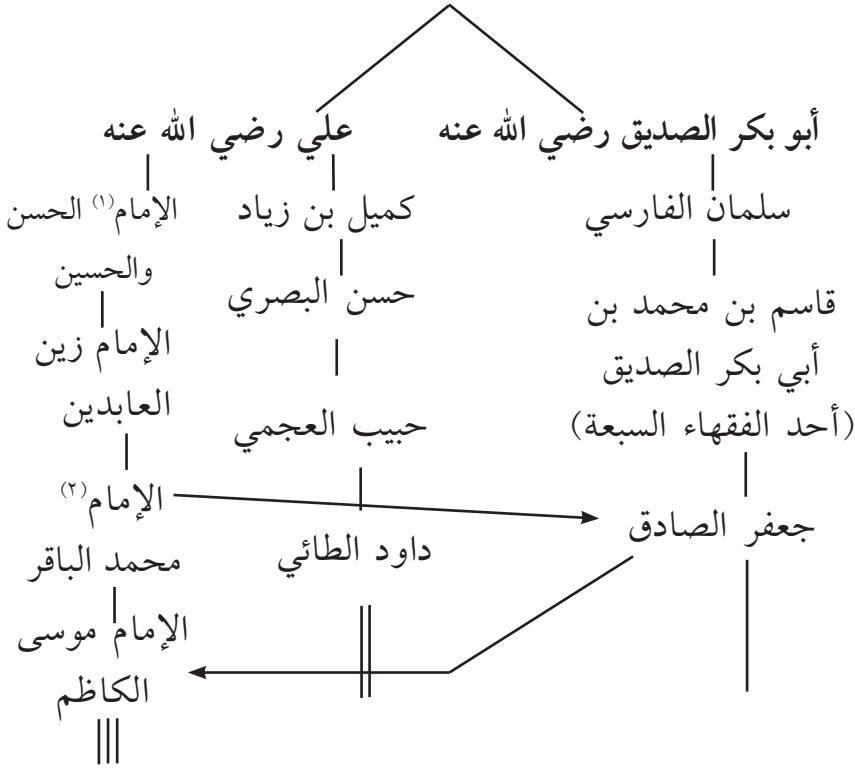 أبو بكر الصديق رضي الله عنه
علي رضي الله عنه
سلمان الفارسي
كميل بن زياد
الإمام(١) الحسن
والحسين
قاسم بن محمد بن
أبي بكر الصديق
(أحد الفقهاء السبعة)
حسن البصري
الإمام زين
العابدين
حبيب العجمي
جعفر الصادق
داود الطائي
الإمام(٢)
محمد الباقر
الإمام موسى
الكاظم